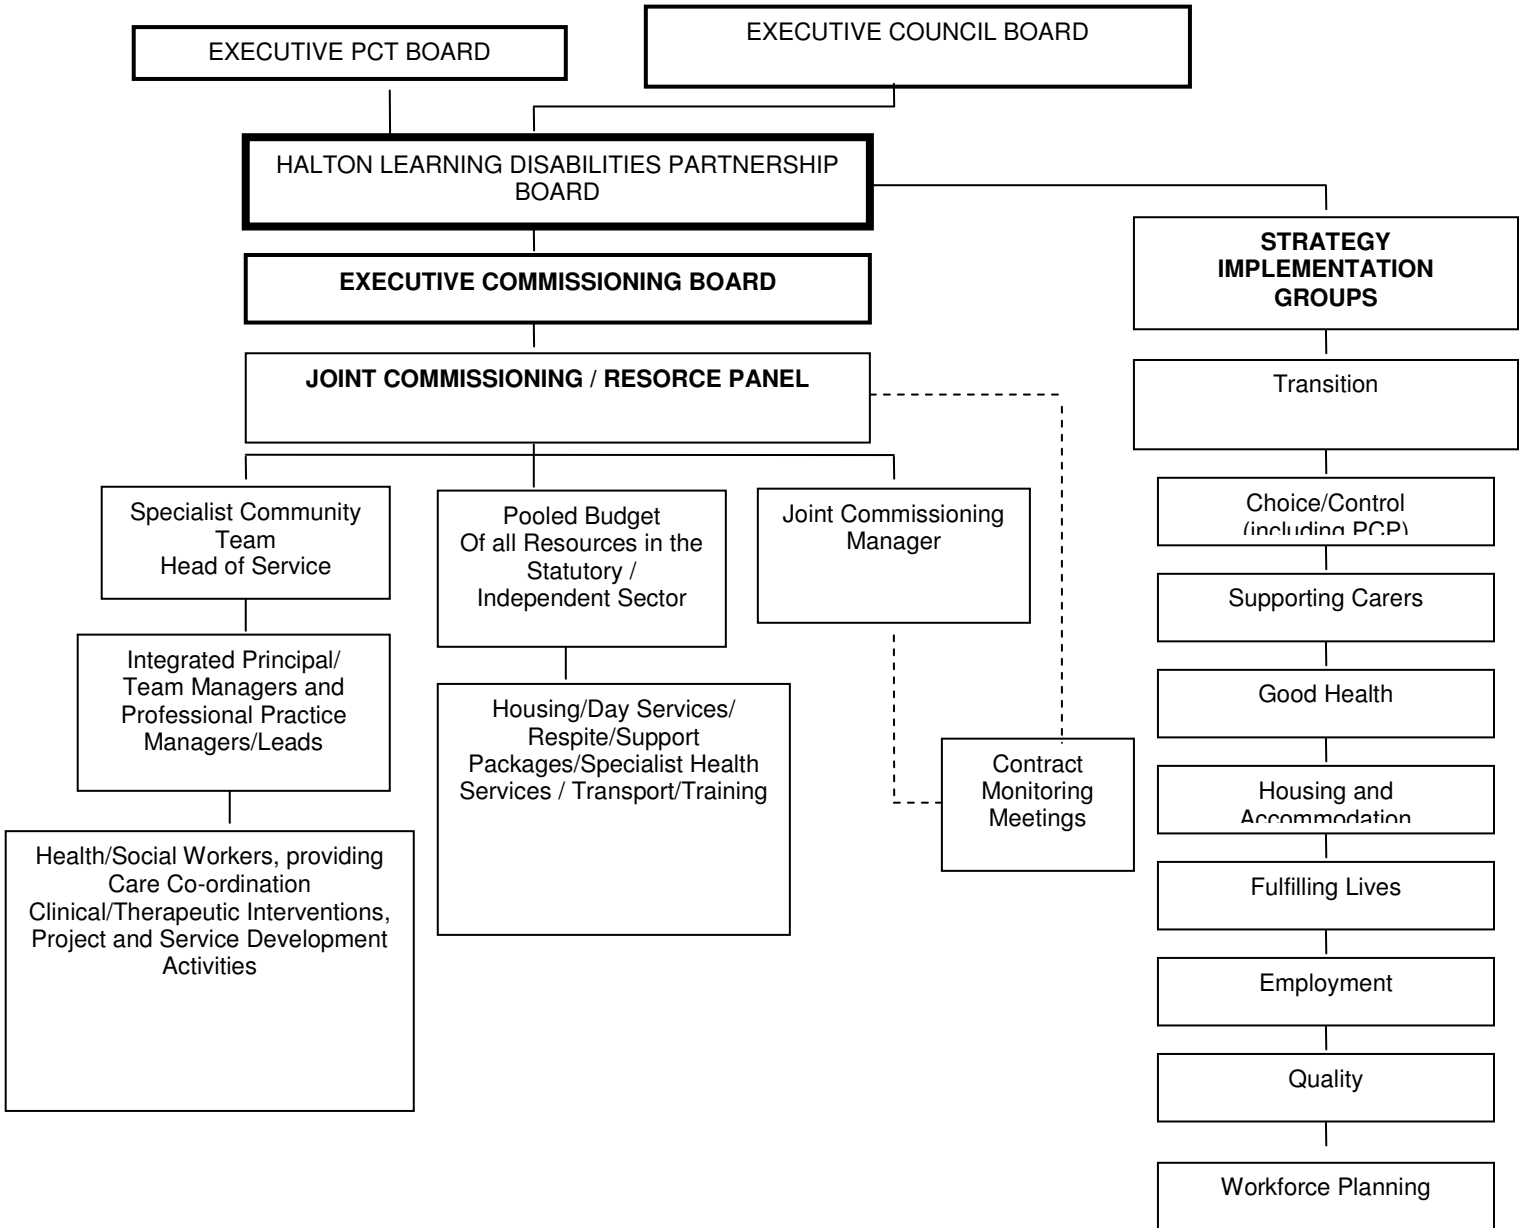 EXECUTIVE PCT BOARD
EXECUTIVE COUNCIL BOARD
HALTON LEARNING DISABILITIES PARTNERSHIP
BOARD
EXECUTIVE COMMISSIONING BOARD
JOINT COMMISSIONING / RESORCE PANEL
Specialist Community
Team
Head of Service
Pooled Budget
Of all Resources in the
Statutory /
Independent Sector
Joint Commissioning
Manager
Integrated Principal/
Team Managers and
Professional Practice
Managers/Leads
Housing/Day Services/
Respite/Support
Packages/Specialist Health
Services / Transport/Training
Contract
Monitoring
Meetings
Health/Social Workers, providing
Care Co-ordination
Clinical/Therapeutic Interventions,
Project and Service Development
Activities
STRATEGY
IMPLEMENTATION
GROUPS
Transition
Choice/Control
(including PCP)
Supporting Carers
Good Health
Housing and
Accommodation
Fulfilling Lives
Employment
Quality
Workforce Planning